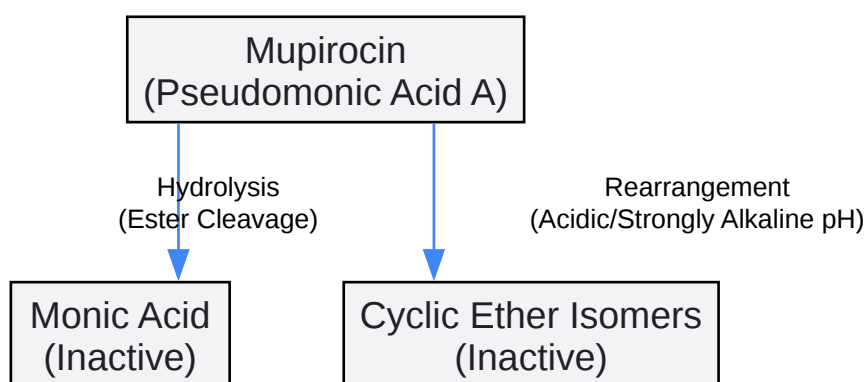 Mupirocin
(Pseudomonic Acid A)
Hydrolysis
(Ester Cleavage)
Rearrangement
(Acidic/Strongly Alkaline pH)
Monic Acid
(Inactive)
Cyclic Ether Isomers
(Inactive)